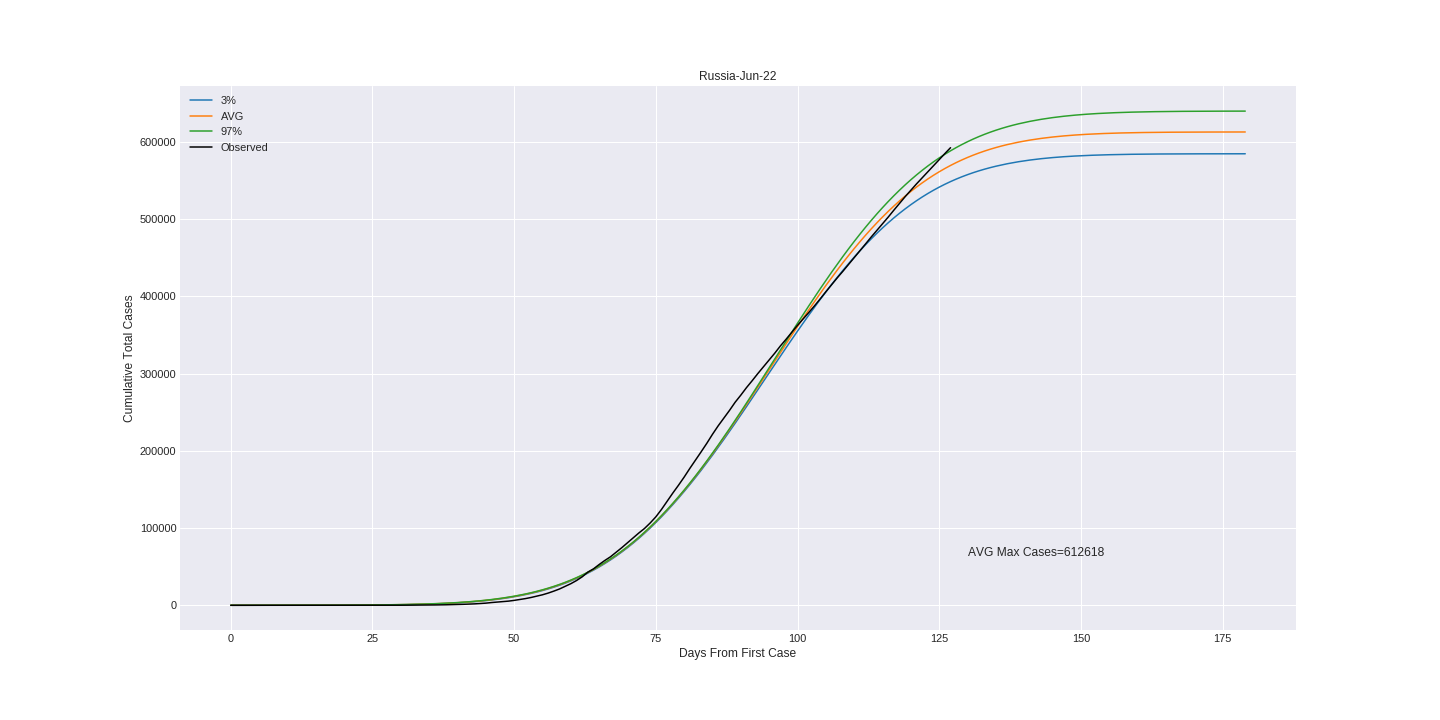 Russia-Jun-22
3%
AVG
97%
Observed
600000
500000
400000
300000
200000
100000
0
Cumulative Total Cases
AVG Max Cases=612618
0 25 50 75 100 125 150 175
Days From First Case